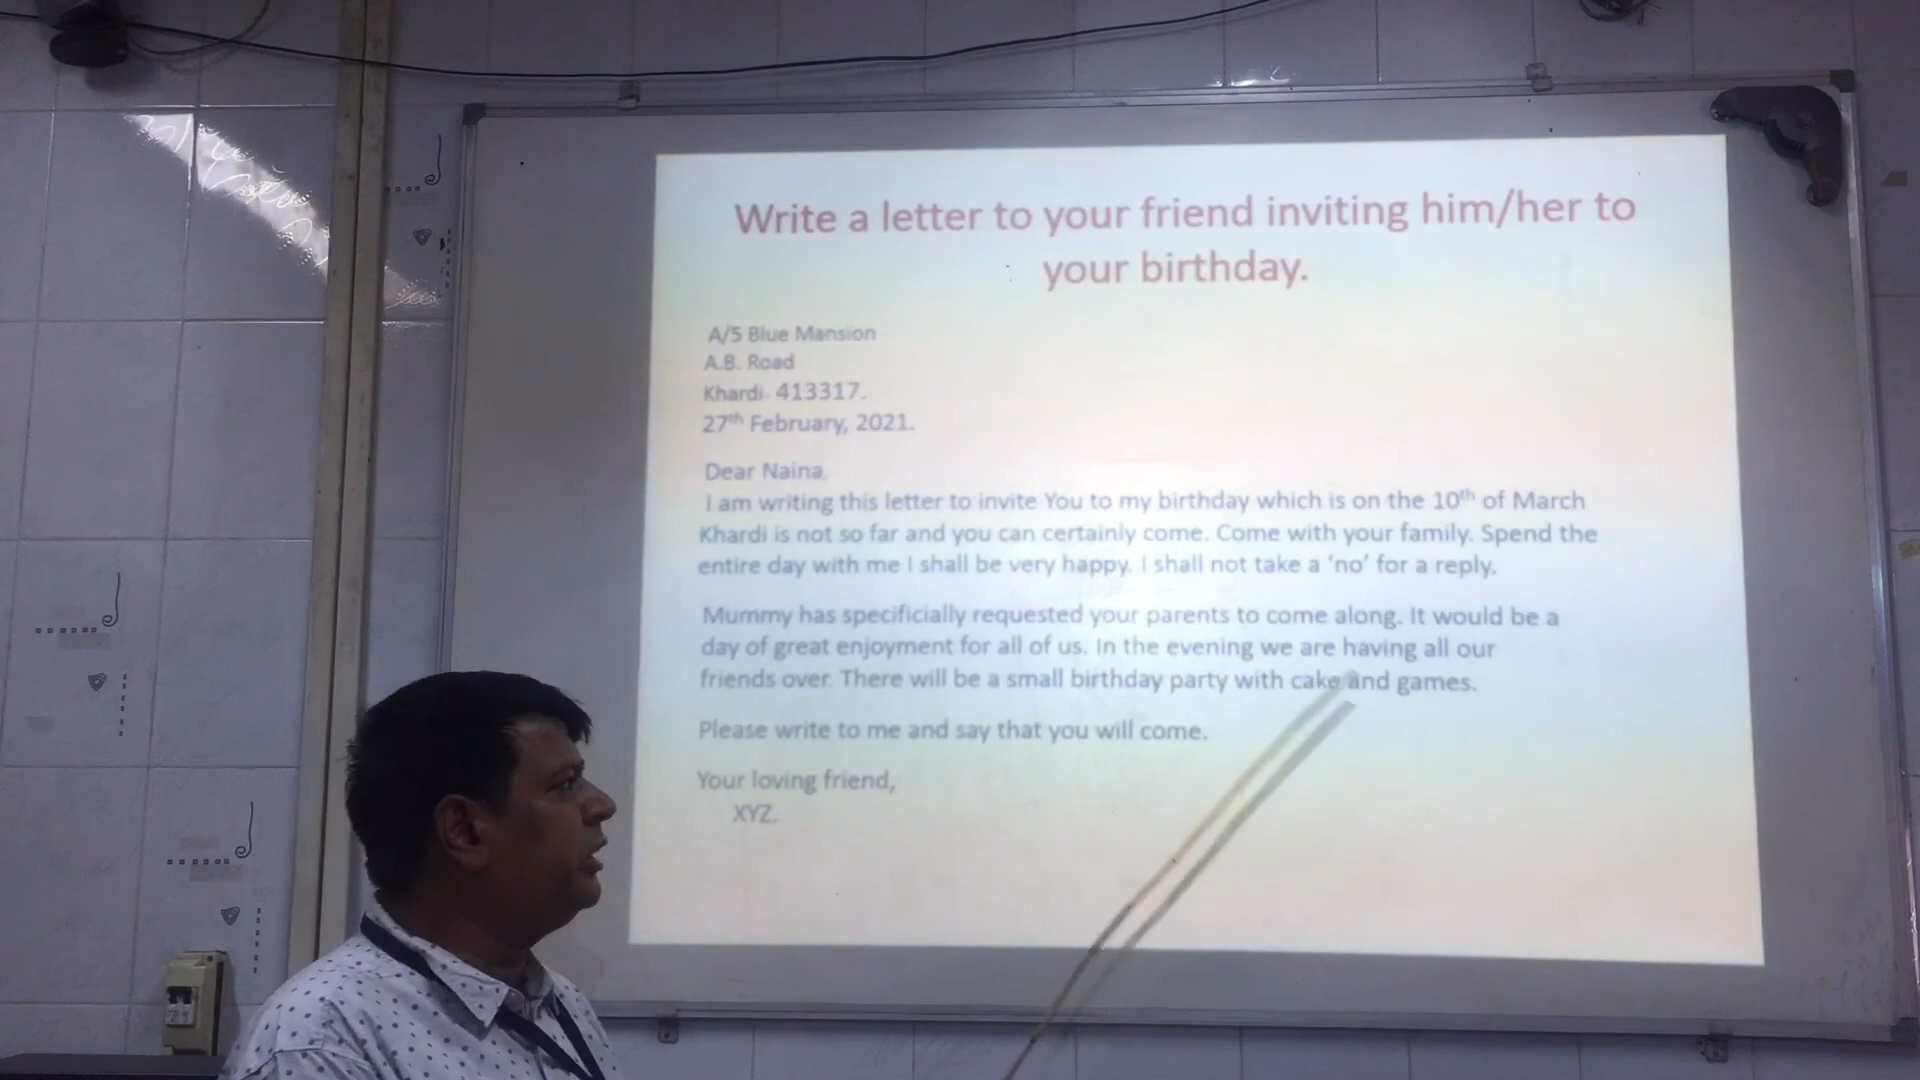 Write a letter to your friend inviting him/her to
your birthday.
A/5 Blue Mansion
A.B. Road
Khardi- 413317.
27th February, 2021.
Dear Naina,
I am writing this letter to invite You to my birthday which is on the 10th of March
Khardi is not so far and you can certainly come. Come with your family. Spend the
entire day with me I shall be very happy. I shall not take a ‘no’ for a reply.
Mummy has specificially requested your parents to come along. It would be a
day of great enjoyment for all of us. In the evening we are having all our
friends over. There will be a small birthday party with cake and games.
Please write to me and say that you will come.
Your loving friend,
XYZ.